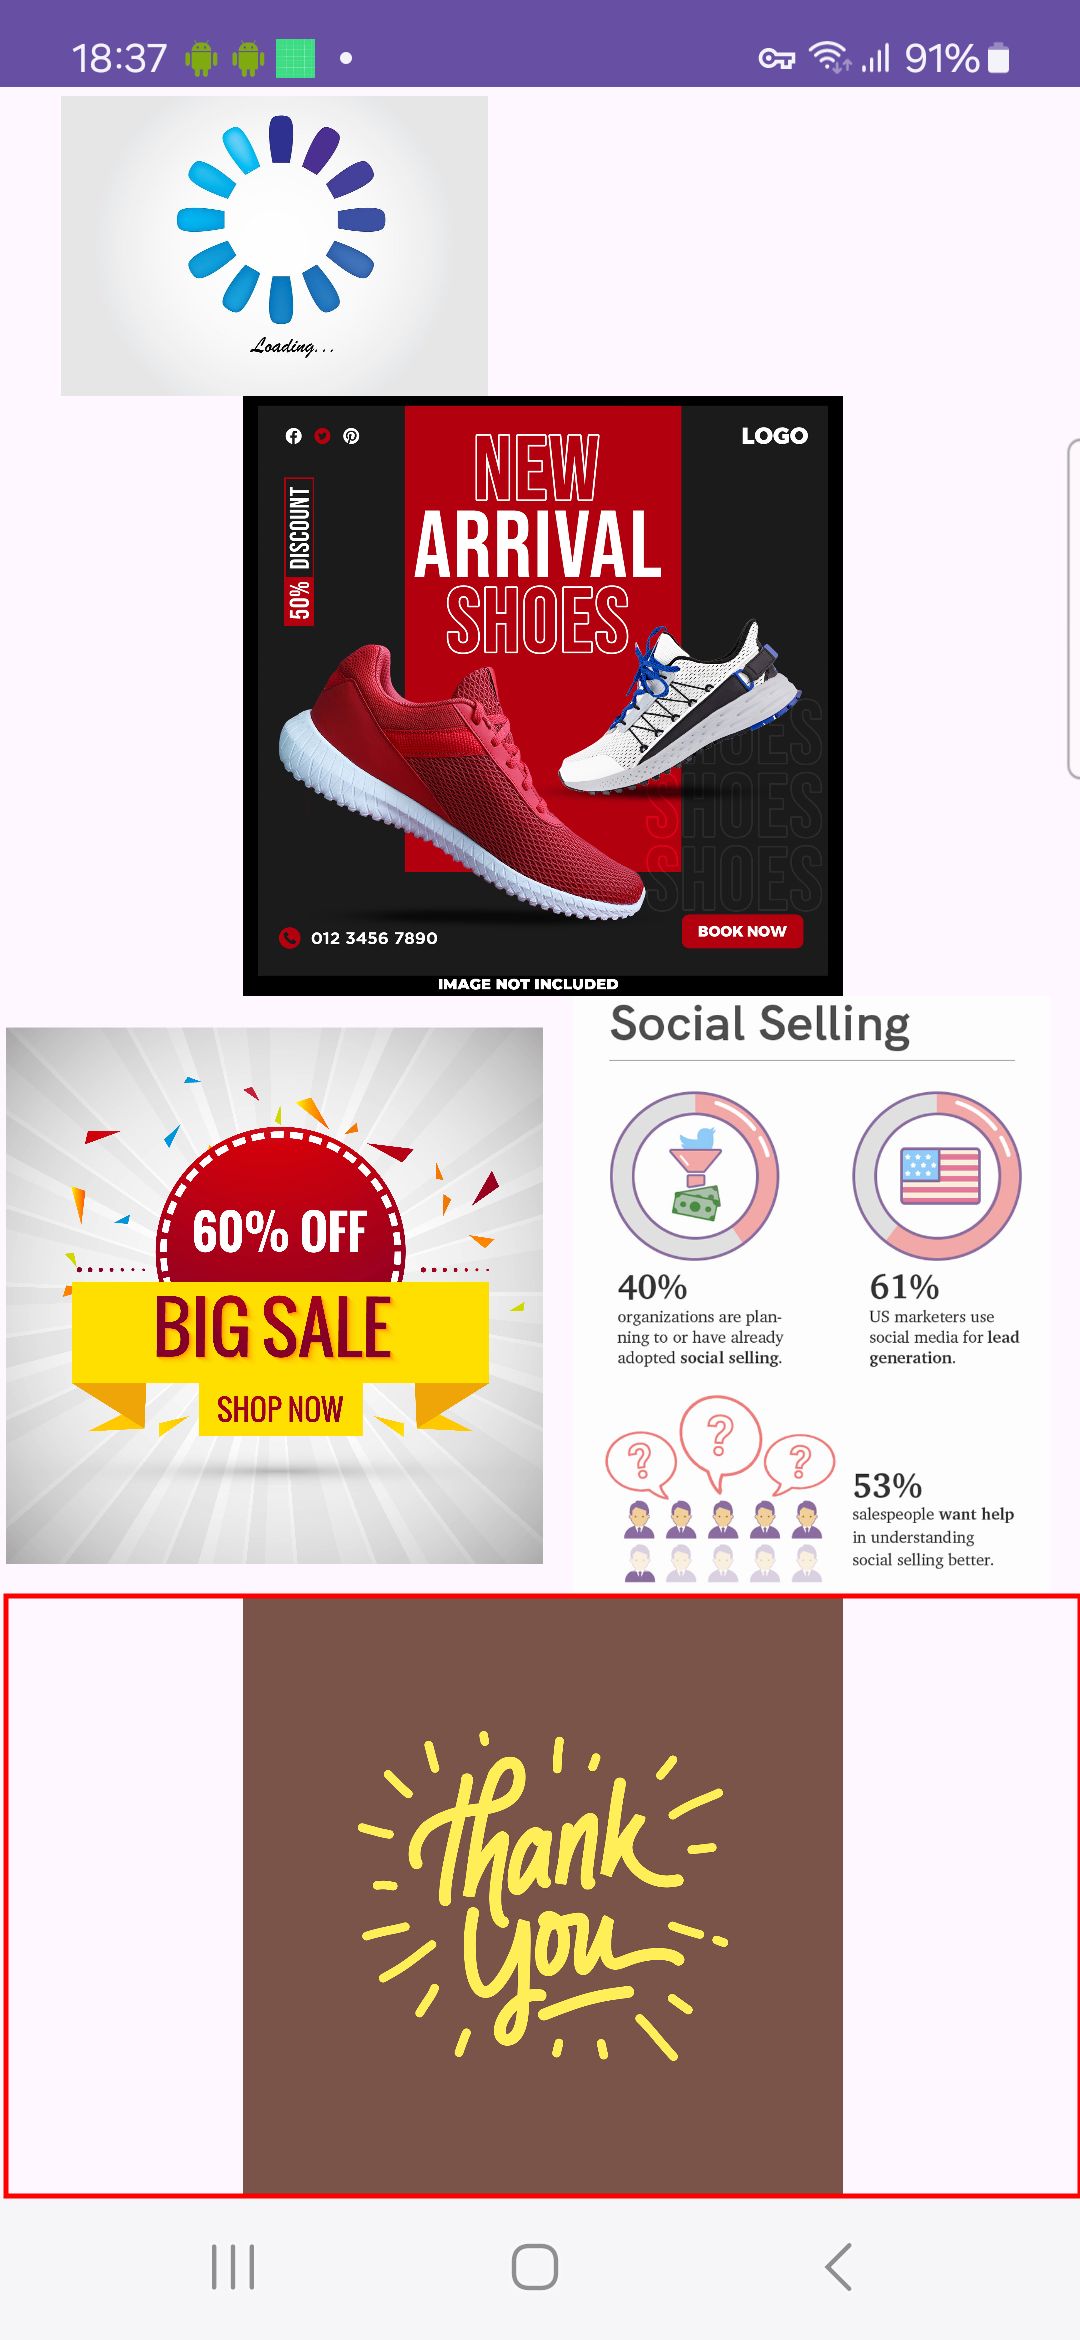 18:37
91%
Loading...
LOGO
NEW
ARRIVAL
SHOES
50% DISCOUNT
SHOES
SHOES
SHOES
012 3456 7890
BOOK NOW
IMAGE NOT INCLUDED
60% OFF
BIG SALE
SHOP NOW
Social Selling
40%
organizations are plan-
ning to or have already
adopted social selling.
61%
US marketers use
social media for lead
generation.
? ? ?
53%
salespeople want help
in understanding
social selling better.
Thank
you